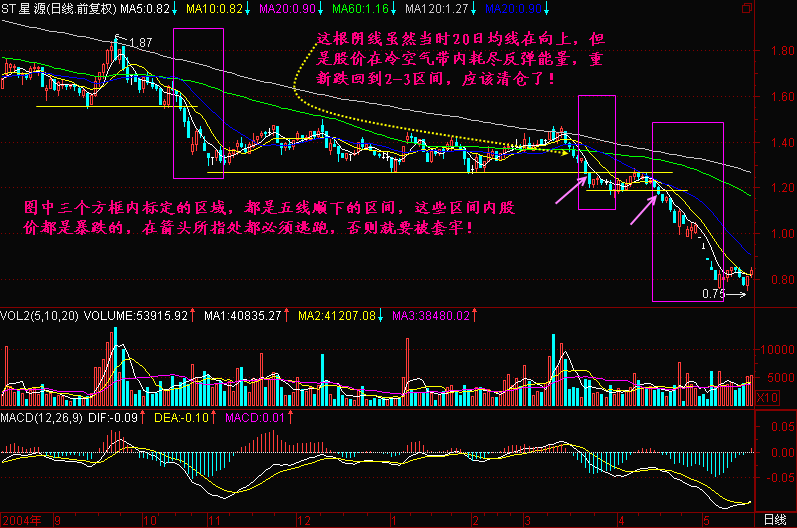 ST 星 源(日线.前复权) MA5:0.82↓ MA10:0.82↓ MA20:0.90↓ MA60:1.16↓ MA120:1.27↓ MA20:0.90↓
1.87
这根阴线虽然当时20日均线在向上，但
是股价在冷空气带内耗尽反弹能量，重
新跌回到2-3区间，应该清仓了！
1.80
1.60
1.40
1.20
1.00
0.80
图中三个方框内标定的区域，都是五线顺下的区间，这些区间内股
价都是暴跌的，在箭头所指处都必须逃跑，否则就要被套牢！
1
0.75
VOL2(5,10,20) VOLUME:53915.92↑ MA1:40835.27↑ MA2:41207.08↓ MA3:38480.02↑
10000
5000
X10
MACD(12,26,9) DIF:-0.09↑ DEA:-0.10↑ MACD:0.01↑
0.05
-0.00
-0.05
2004年 9 10 11 12 1 2 3 4 5 日线